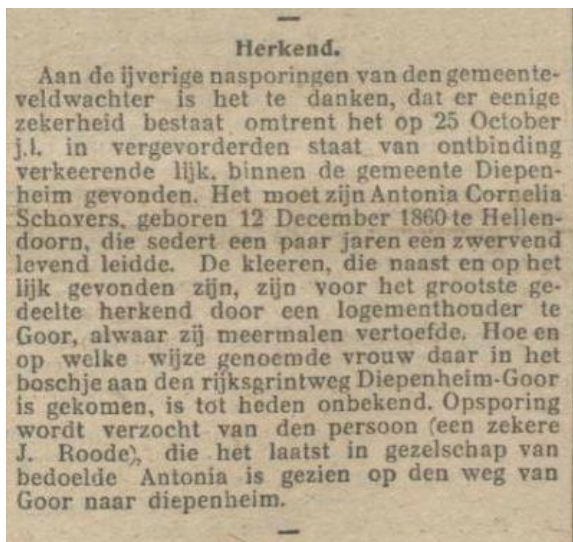 Herkend.
Aan de ijverige nasporingen van den gemeente-
veldwachter is het te danken, dat er eenige
zekerheid bestaat omtrent het op 25 October
j.l. in vergevorderden staat van ontbinding
verkeerende lijk, binnen de gemeente Diepen-
heim gevonden. Het moet zijn Antonia Cornelia
Schovers, geboren 12 December 1860 te Hellen-
doorn, die sedert een paar jaren een zwervend
levend leidde. De kleeren, die naast en op het
lijk gevonden zijn, zijn voor het grootste ge-
deelte herkend door een logementhouder te
Goor, alwaar zij meermalen vertoefde. Hoe en
op welke wijze genoemde vrouw daar in het
boschje aan den rijksgrintweg Diepenheim-Goor
is gekomen, is tot heden onbekend. Opsporing
wordt verzocht van den persoon (een zekere
J. Roode), die het laatst in gezelschap van
bedoelde Antonia is gezien op den weg van
Goor naar diepenheim.